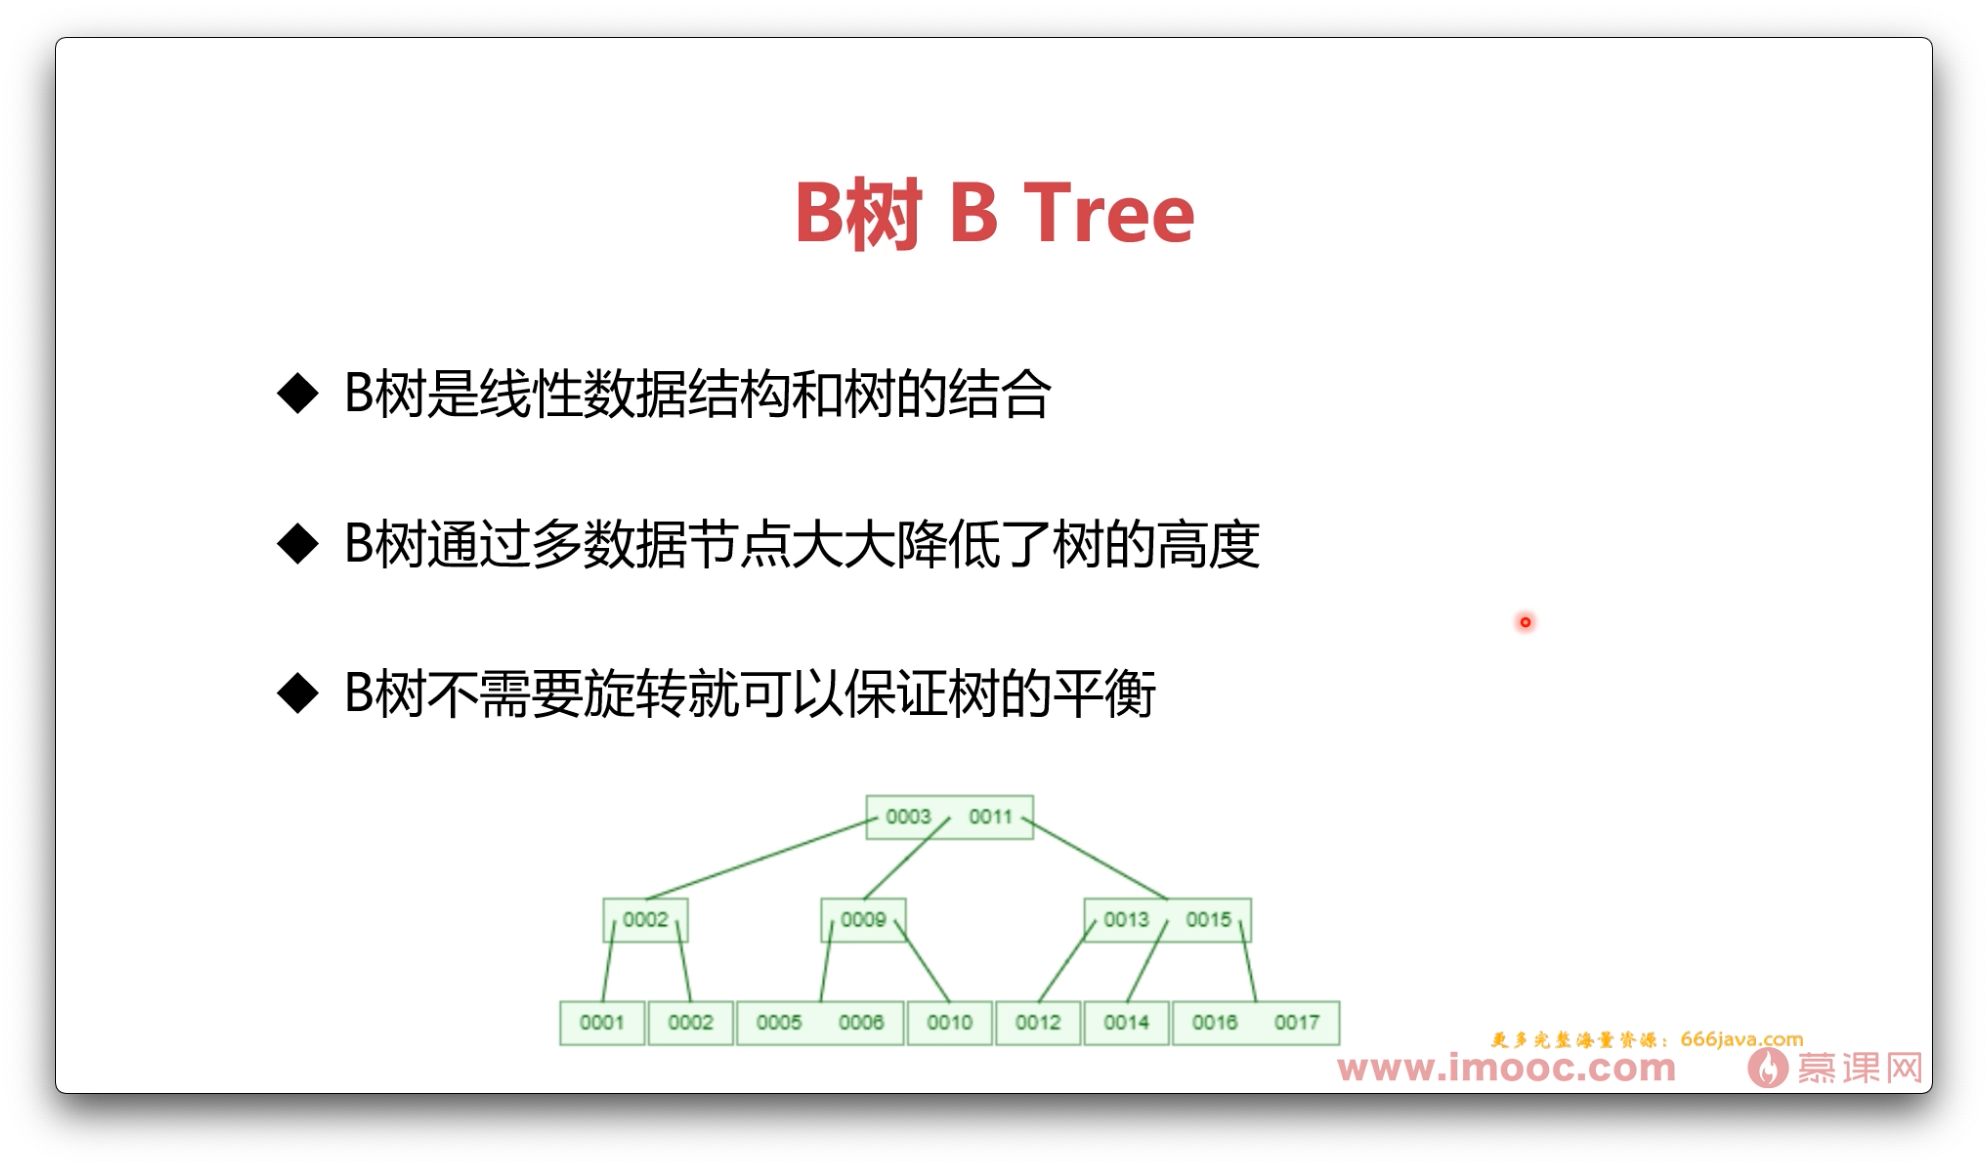 B树 B Tree
B树是线性数据结构和树的结合
B树通过多数据节点大大降低了树的高度
B树不需要旋转就可以保证树的平衡
0003 0011
0002 0009 0013 0015
0001 0002 0005 0006 0010 0012 0014 0016 0017
更多完整海量资源：666java.com
www.imooc.com 慕课网